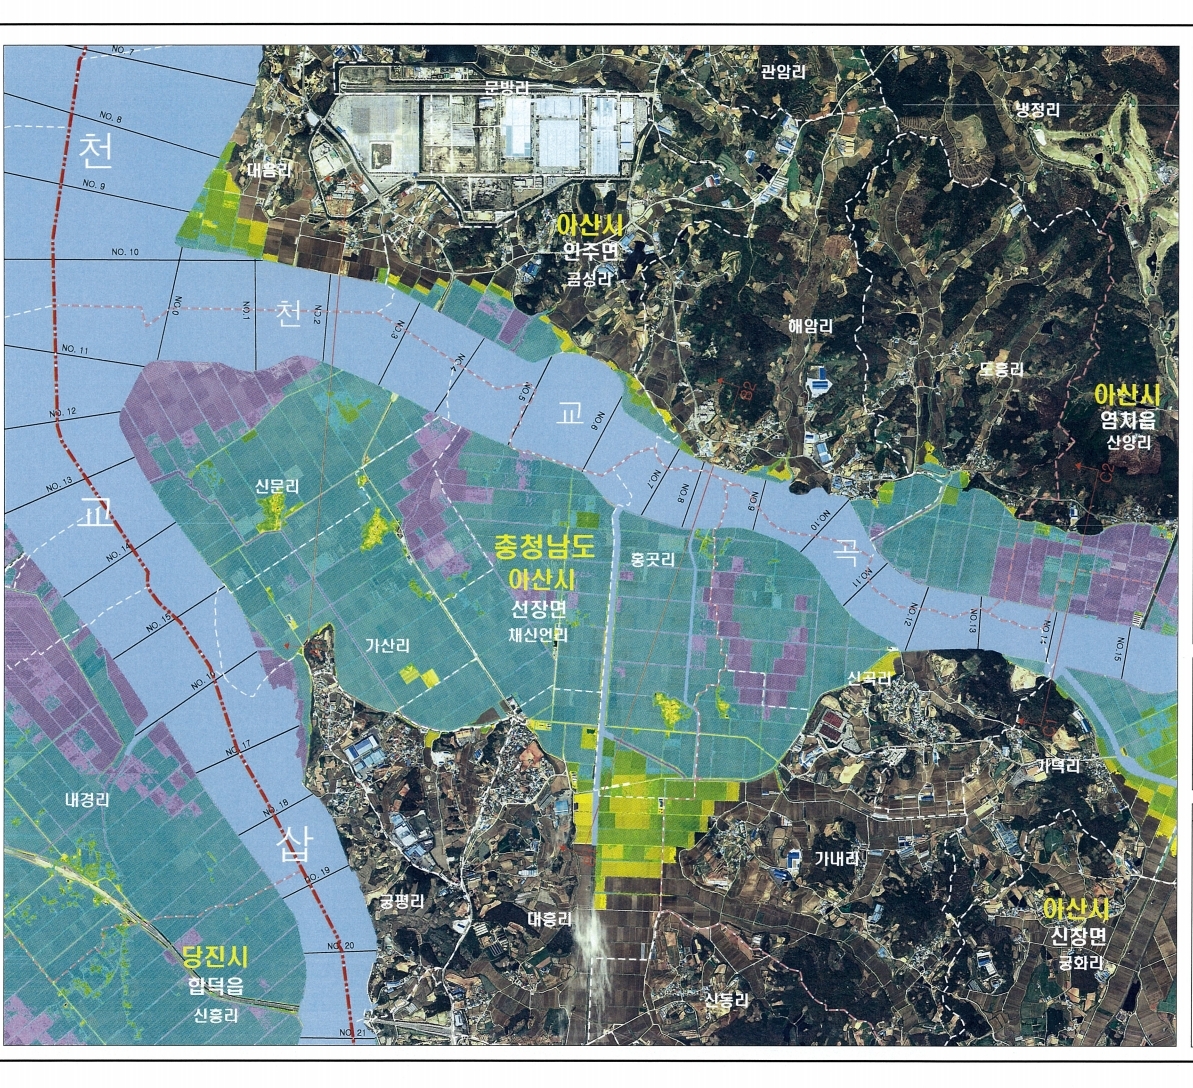 NO. 7
NO. 8
천
NO. 9
NO. 10
NO. 11
NO. 12
NO. 13
교
NO. 14
NO. 15
NO. 17
NO. 18
삽
NO. 19
NO. 20
NO. 21
문방리
관암리
냉정리
대음리
아산시
인주면
금성리
NO.0
NO.1
천
NO.2
NO.3
NO.4
NO.5
교
NO.6
NO.7
NO.8
NO.9
NO.10
곡
NO.11
NO.12
NO.13
NO.15
해암리
도흥리
B2
C2
아산시
염치읍
산양리
신문리
충청남도
아산시
선장면
채신언리
홍곳리
가산리
신곡리
가덕리
내경리
가내리
궁평리
대흥리
아산시
신장면
궁화리
당진시
합덕읍
신흥리
신동리